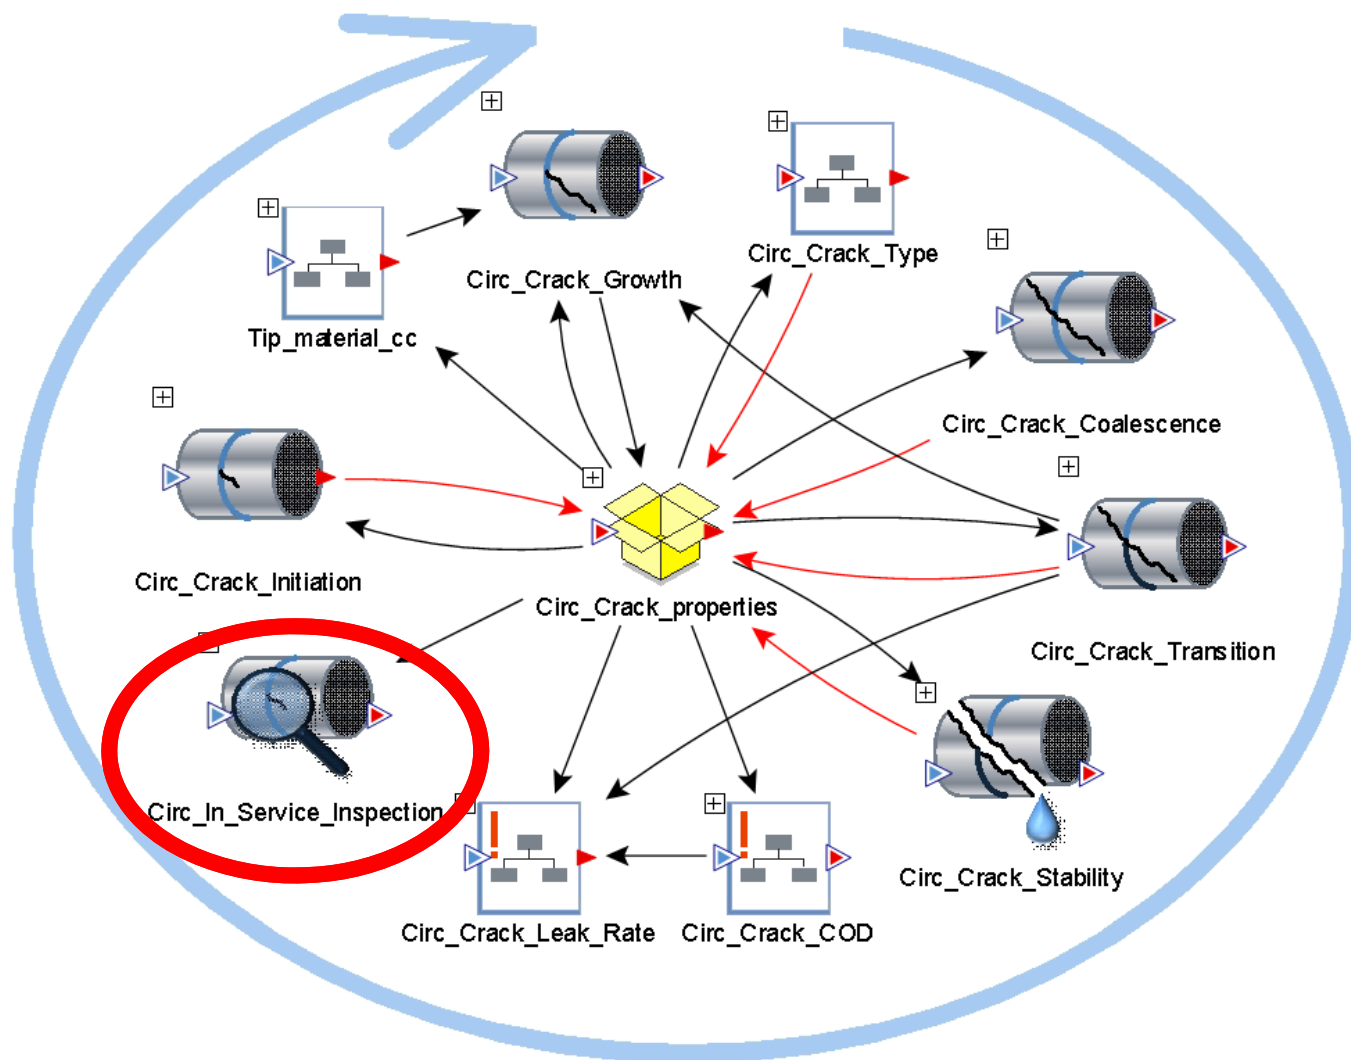 Circ_Crack_Type
Circ_Crack_Growth
Tip_material_cc
Circ_Crack_Coalescence
Circ_Crack_Initiation
Circ_Crack_properties
Circ_Crack_Transition
Circ_In_Service_Inspection
Circ_Crack_Stability
Circ_Crack_Leak_Rate
Circ_Crack_COD